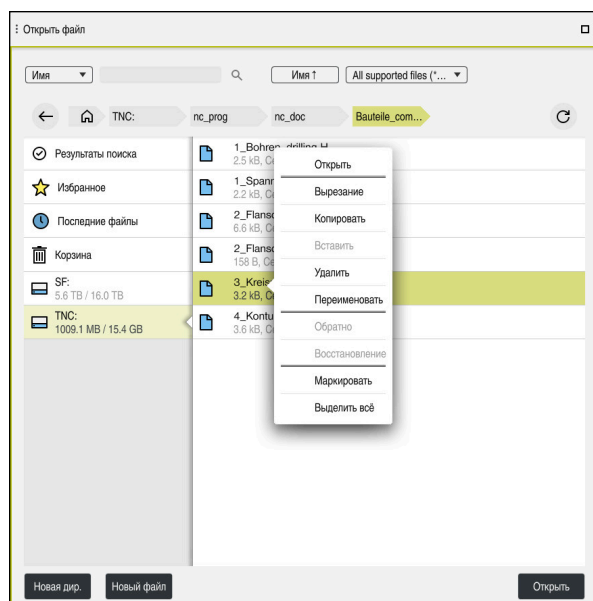 Открыть файл
Имя
Имя ↑
All supported files (*...
TNC:
nc_prog
nc_doc
Bauteile_com...
Результаты поиска
Избранное
Последние файлы
Корзина
SF:
5.6 TB / 16.0 TB
TNC:
1009.1 MB / 15.4 GB
1_Bohren_drilling.H
2.5 kB,
1_Spann
2.2 kB,
2_Flansc
6.6 kB,
2_Flansc
158 B,
3_Kreis
3.2 kB,
4_Kontu
3.6 kB,
Открыть
Вырезание
Копировать
Вставить
Удалить
Переименовать
Обратно
Восстановление
Маркировать
Выделить всё
Новая дир.
Новый файл
Открыть